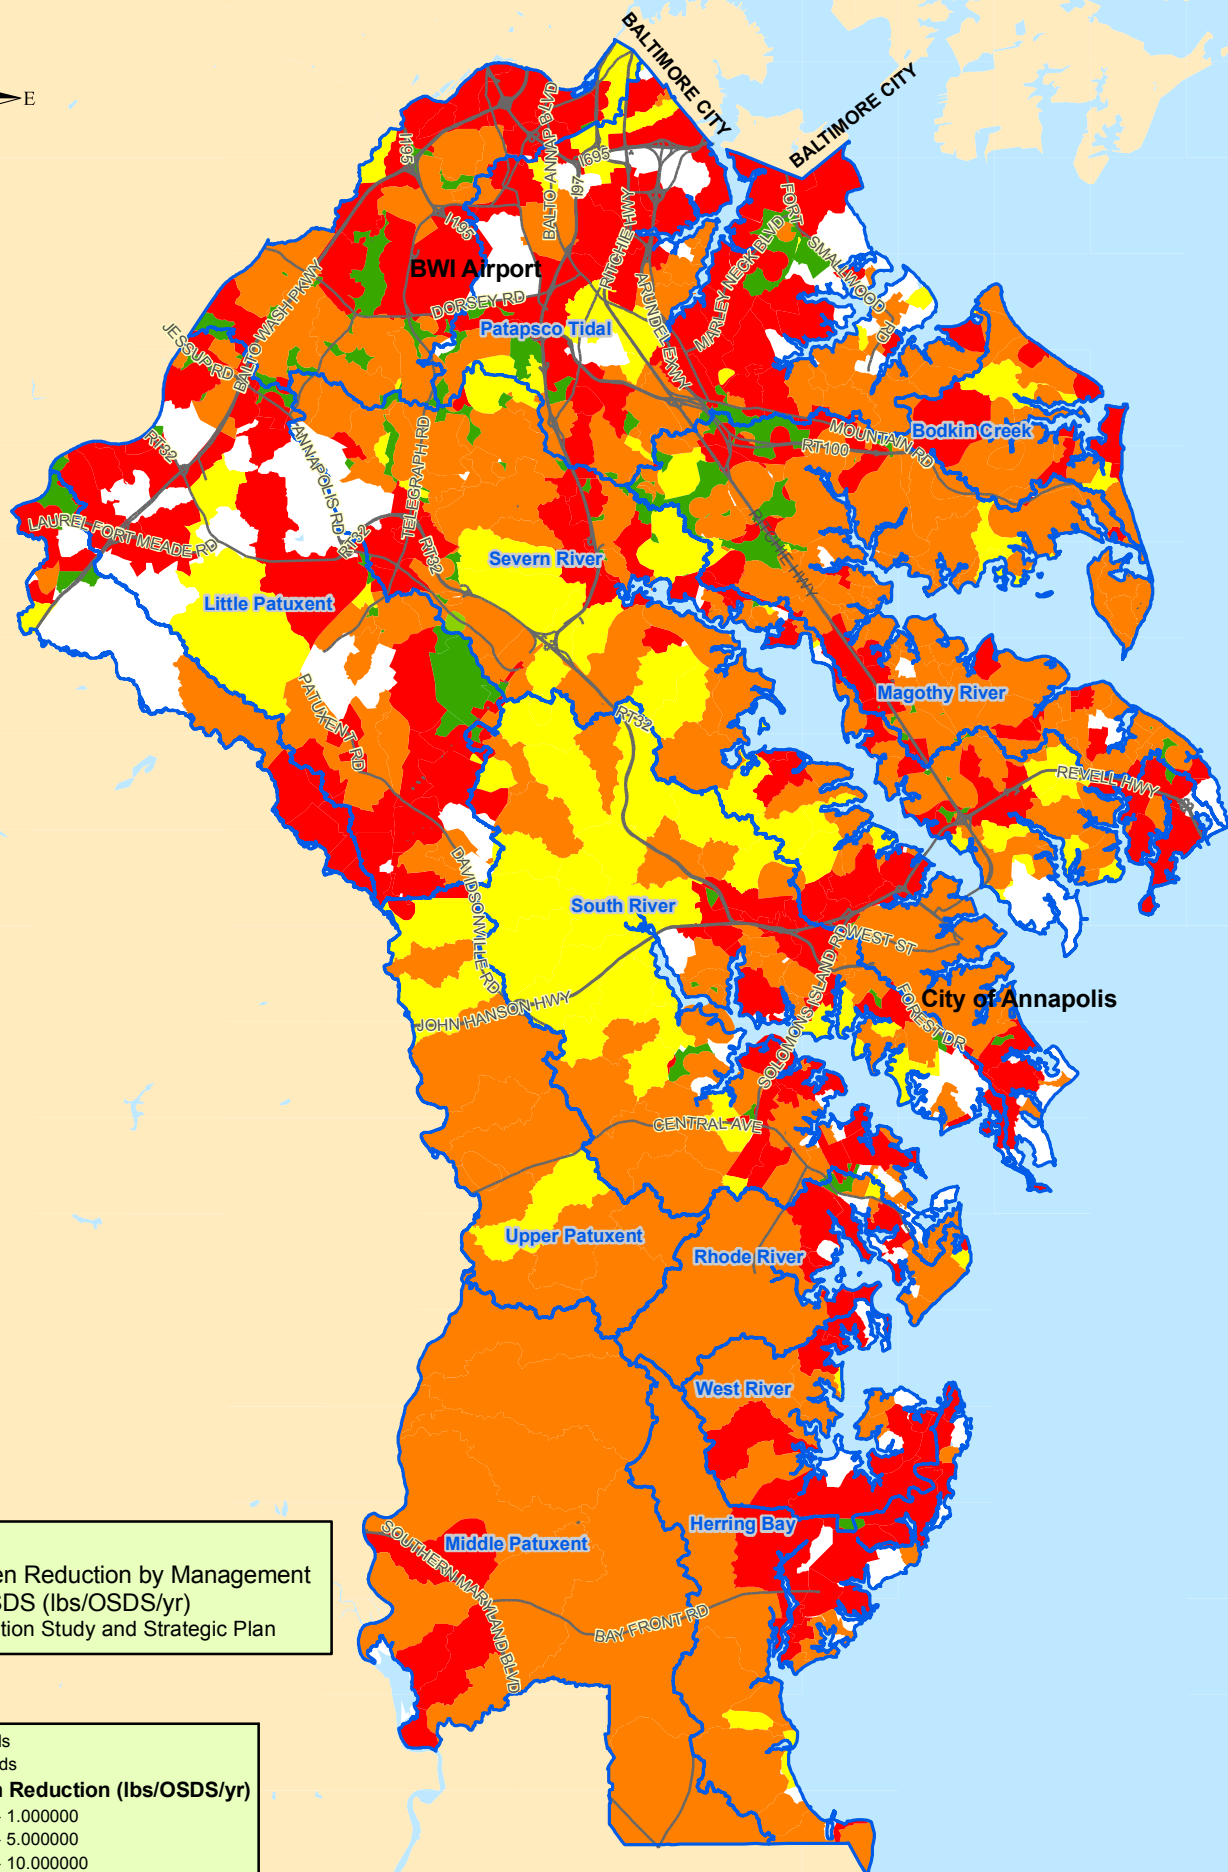 E
BALTIMORE CITY
BALTIMORE CITY
I195
BALTO-ANNAP BLVD
I97
I695
RITCHIE HWY
FORT SMALLWOOD RD
I195
BWI Airport
MARLEY NECK BLVD
ARUNDEL EXWY
DORSEY RD
Patapsco Tidal
BALTO WASH PKWY
JESSUP RD
RT32
ANNAPOLIS RD
TELEGRAPH RD
MOUNTAIN RD
RT100
Bodkin Creek
LAUREL FORT MEADE RD
RT32
RT32
Severn River
RITCHIE HWY
Little Patuxent
PATUXENT RD
Magothy River
RT32
REVELL HWY
DAVIDSONVILLE RD
South River
WEST ST
JOHN HANSON HWY
SOLOMONS ISLAND RD
FOREST DR
City of Annapolis
CENTRAL AVE
Upper Patuxent
Rhode River
West River
Herring Bay
Middle Patuxent
SOUTHERN MARYLAND BLVD
BAY FRONT RD
en Reduction by Management
SDS (lbs/OSDS/yr)
tion Study and Strategic Plan
ds
ds
n Reduction (lbs/OSDS/yr)
- 1.000000
- 5.000000
- 10.000000